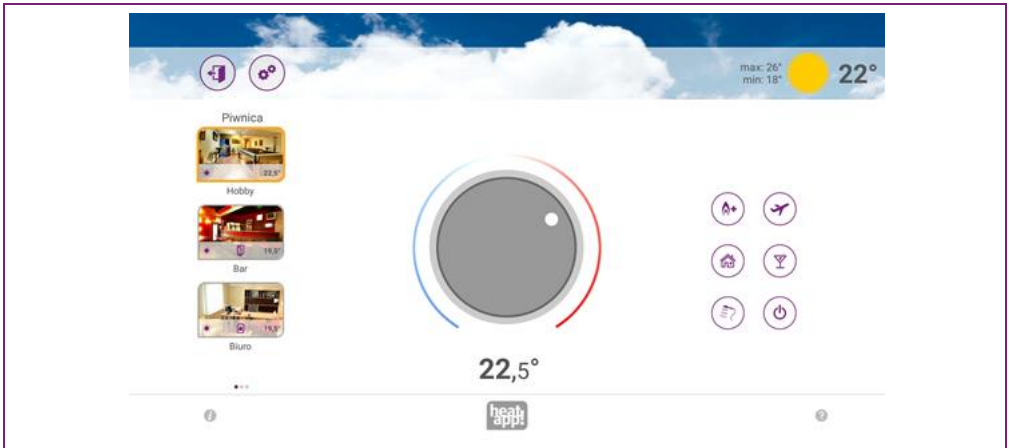 max: 26°
min: 18°
22°
Piwnica
22,5°
Hobby
19,5°
Bar
19,5°
Biuro
22,5°
heat
app!